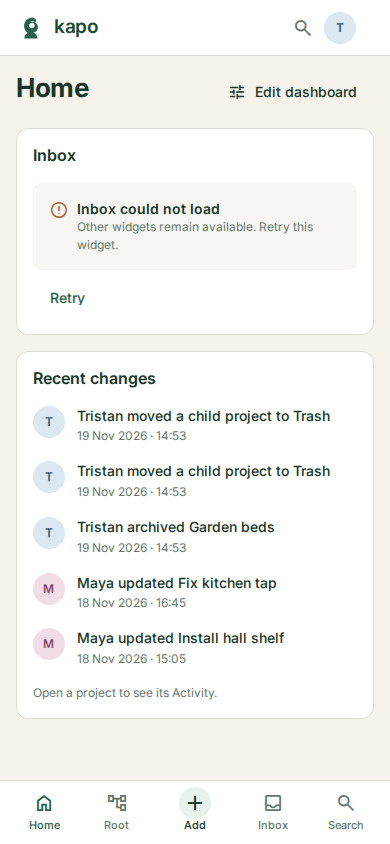 kapo
T
Home
Edit dashboard
Inbox
Inbox could not load
Other widgets remain available. Retry this
widget.
Retry
Recent changes
T
Tristan moved a child project to Trash
19 Nov 2026 · 14:53
T
Tristan moved a child project to Trash
19 Nov 2026 · 14:53
T
Tristan archived Garden beds
19 Nov 2026 · 14:53
M
Maya updated Fix kitchen tap
18 Nov 2026 · 16:45
M
Maya updated Install hall shelf
18 Nov 2026 · 15:05
Open a project to see its Activity.
Home
Root
Add
Inbox
Search